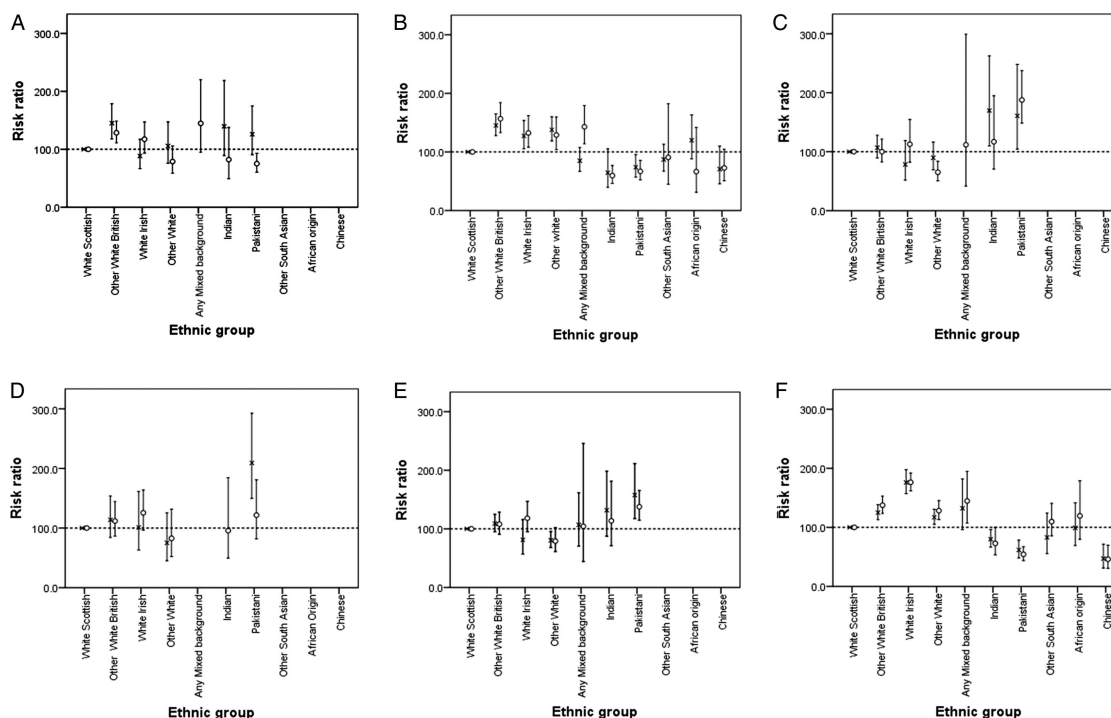 A
300.0
200.0
100.0
0.0
Risk ratio
White Scottish
Other White British
White Irish
Other White
Any Mixed background
Indian
Pakistani
Other South Asian
African origin
Chinese
Ethnic group
B
300.0
200.0
100.0
0.0
Risk ratio
White Scottish
Other White British
White Irish
Other white
Any Mixed background
Indian
Pakistani
Other South Asian
African origin
Chinese
Ethnic group
C
300.0
200.0
100.0
0.0
Risk ratio
White Scottish
Other White Birtish
White Irish
Other White
Any Mixed background
Indian
Pakistani
Other South Asian
African origin
Chinese
Ethnic group
D
300.0
200.0
100.0
0.0
Risk ratio
White Scottish
Other White British
White Irish
Other White
Any Mixed background
Indian
Pakistani
Other South Asian
African Origin
Chinese
Ethnic group
E
300.0
200.0
100.0
0.0
Risk ratio
White Scottish
Other White British
White Irish
Other White
Any Mixed background
Indian
Pakistani
Other South Asian
African origin
Chinese
Ethnic group
F
300.0
200.0
100.0
0.0
Risk ratio
White Scottish
Other White British
White Irish
Other White
Any Mixed background
Indian
Pakistani
Other South Asian
African origin
Chinese
Ethnic group